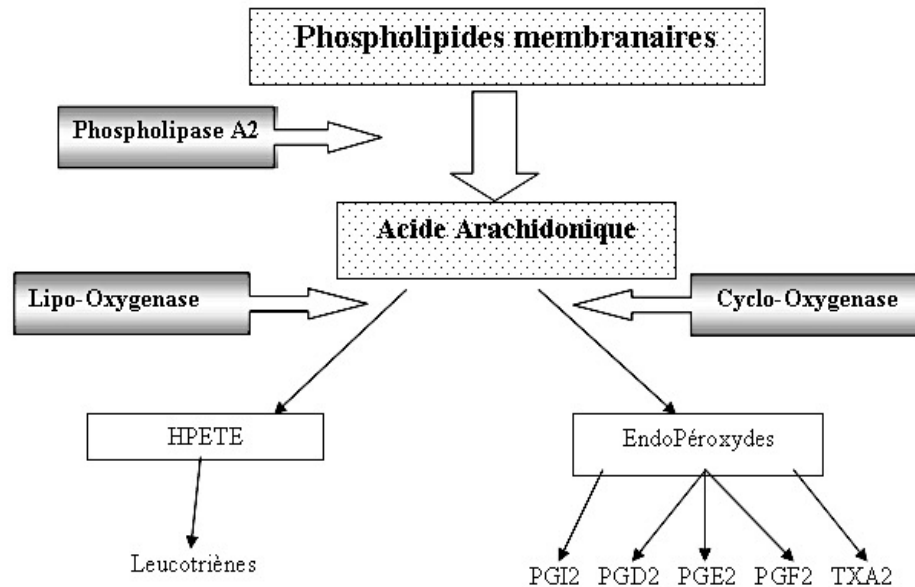 Phospholipides membranaires
Phospholipase A2
Acide Arachidonique
Lipo-Oxygenase
Cyclo-Oxygenase
HPETE
EndoPéroxydes
Leucotriènes
PGI2 PGD2 PGE2 PGF2 TXA2